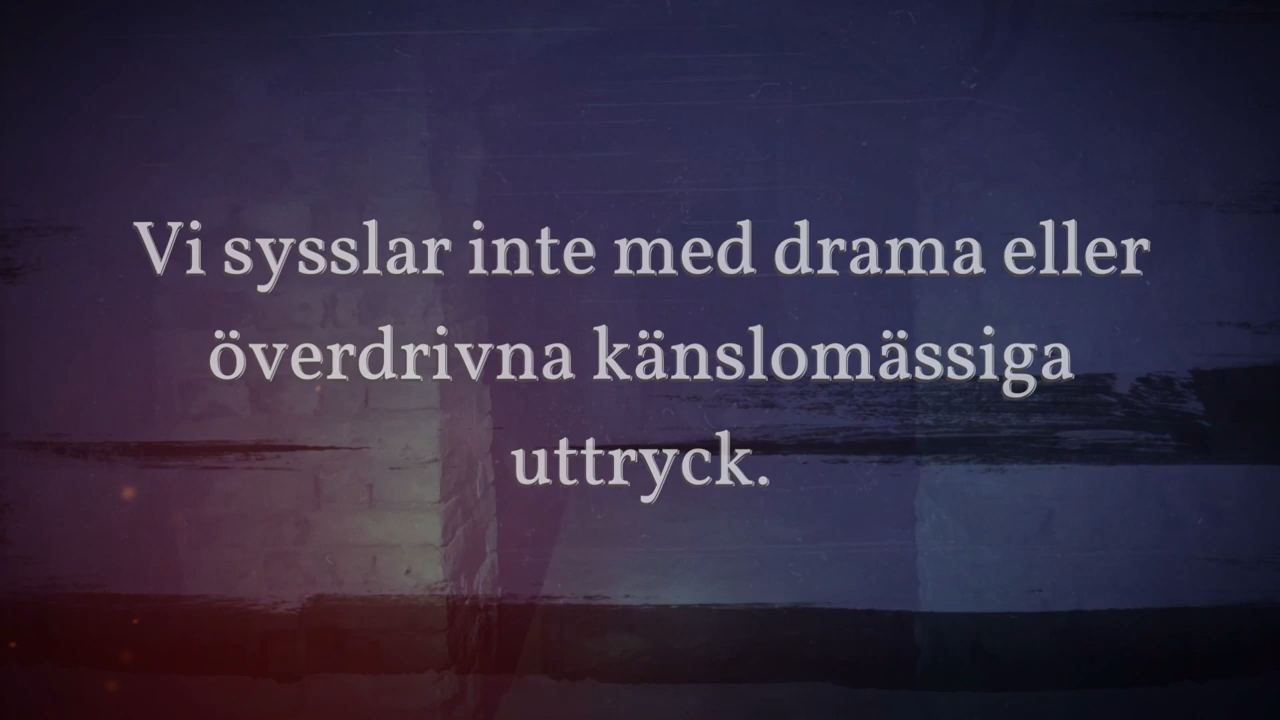 Vi sysslar inte med drama eller
överdrivna känslomässiga
uttryck.